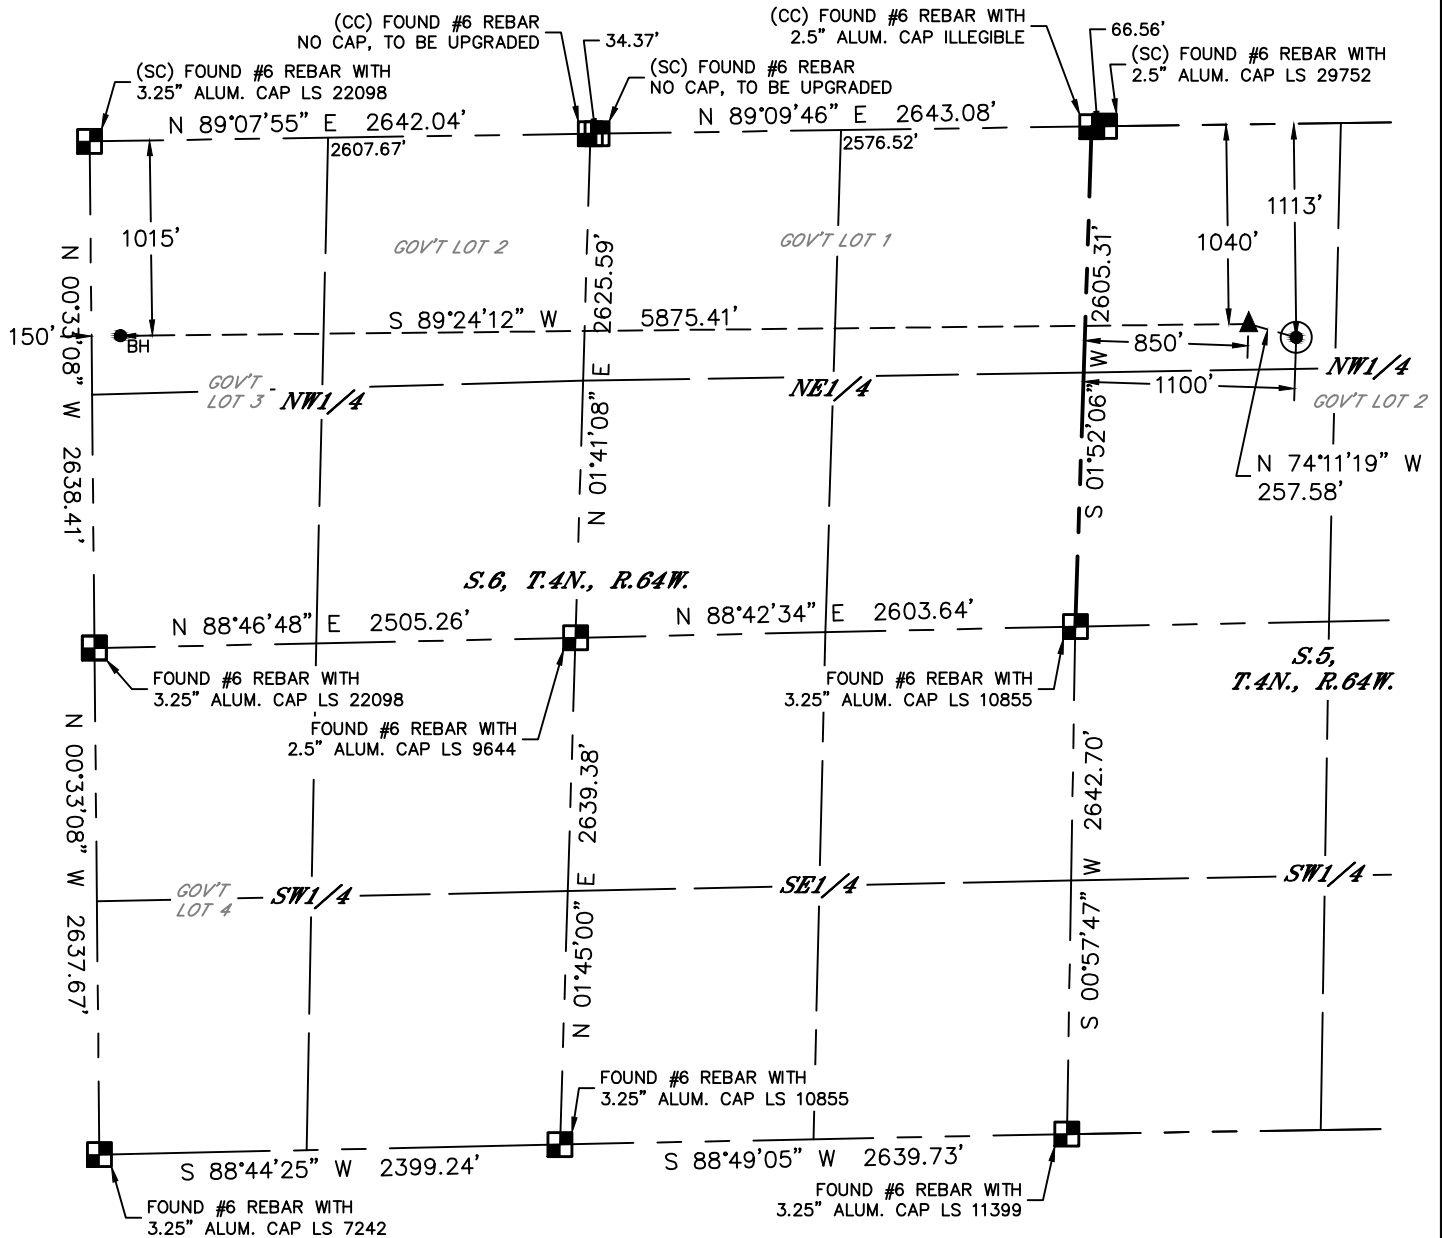 (CC) FOUND #6 REBAR
NO CAP, TO BE UPGRADED
34.37'
(CC) FOUND #6 REBAR WITH
2.5" ALUM. CAP ILLEGIBLE
66.56'
(SC) FOUND #6 REBAR WITH
3.25" ALUM. CAP LS 22098
(SC) FOUND #6 REBAR
NO CAP, TO BE UPGRADED
(SC) FOUND #6 REBAR WITH
2.5" ALUM. CAP LS 29752
N 89°07'55" E 2642.04'
2607.67'
N 89°09'46" E 2643.08'
2576.52'
1015'
GOV'T LOT 2
GOV'T LOT 1
1040'
1113'
N 00°33'08" W 2638.41'
N 01°41'08" E 2625.59'
S 01°52'06" W 2605.31'
150'
BH
S 89°24'12" W 5875.41'
850'
1100'
GOV'T
LOT 3
NW1/4
NE1/4
NW1/4
GOV'T LOT 2
N 74°11'19" W
257.58'
S.6, T.4N., R.64W.
N 88°46'48" E 2505.26'
N 88°42'34" E 2603.64'
S.5,
T.4N., R.64W.
FOUND #6 REBAR WITH
3.25" ALUM. CAP LS 22098
FOUND #6 REBAR WITH
2.5" ALUM. CAP LS 9644
FOUND #6 REBAR WITH
3.25" ALUM. CAP LS 10855
N 00°33'08" W 2637.67'
N 01°45'00" E 2639.38'
S 00°57'47" W 2642.70'
GOV'T
LOT 4
SW1/4
SE1/4
SW1/4
FOUND #6 REBAR WITH
3.25" ALUM. CAP LS 10855
S 88°44'25" W 2399.24'
S 88°49'05" W 2639.73'
FOUND #6 REBAR WITH
3.25" ALUM. CAP LS 7242
FOUND #6 REBAR WITH
3.25" ALUM. CAP LS 11399